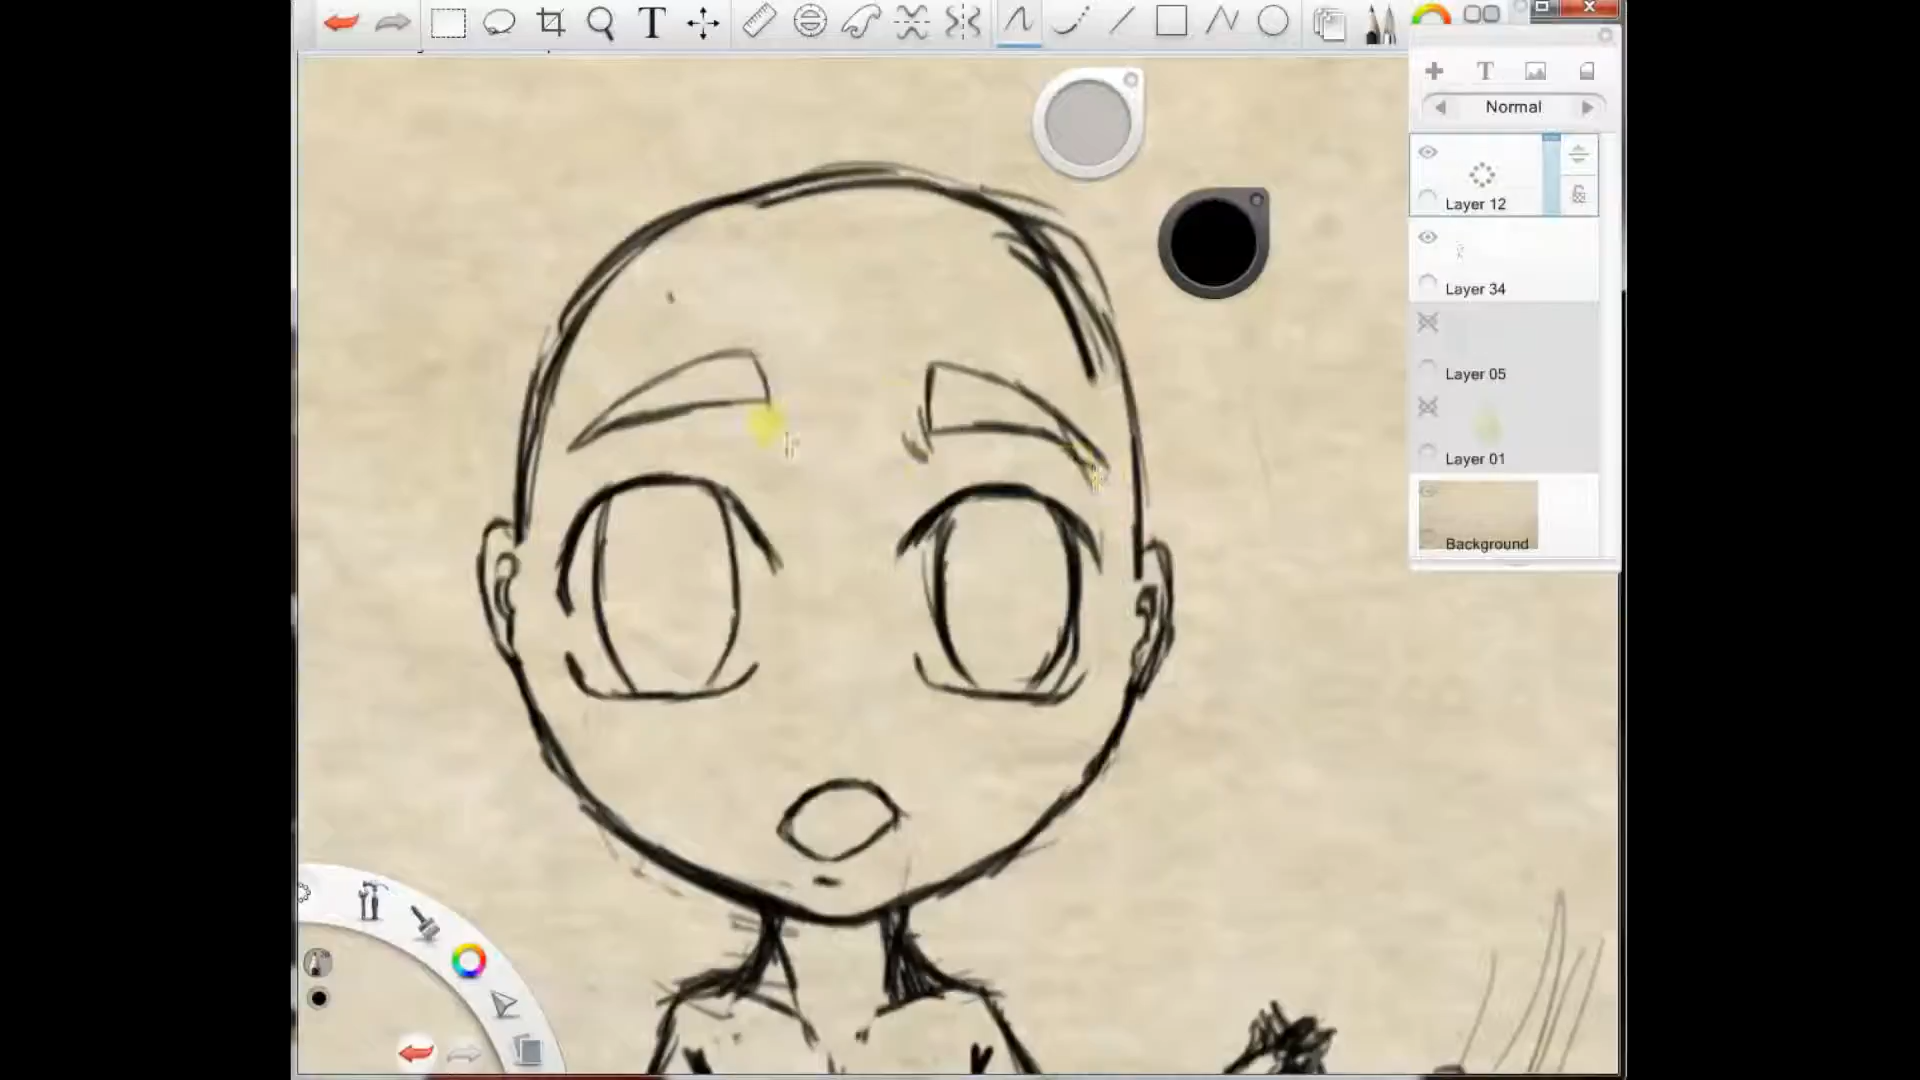 T
T
Normal
Layer 12
Layer 34
Layer 05
Layer 01
Background